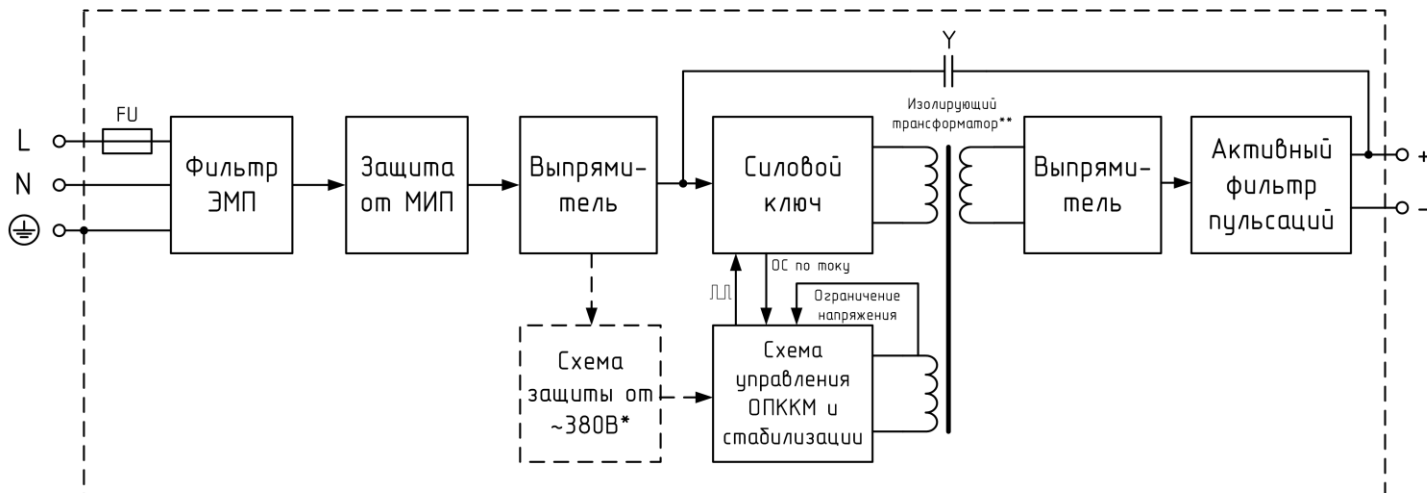 Y
FU
Изолирующий
трансформатор**
L
N
Фильтр
ЭМП
Защита
от МИП
Выпрями-
тель
Силовой
ключ
Выпрями-
тель
Активный
фильтр
пульсаций
+
−
ОС по току
Ограничение
напряжения
Схема
защиты от
~380В*
Схема
управления
ОПККМ и
стабилизации